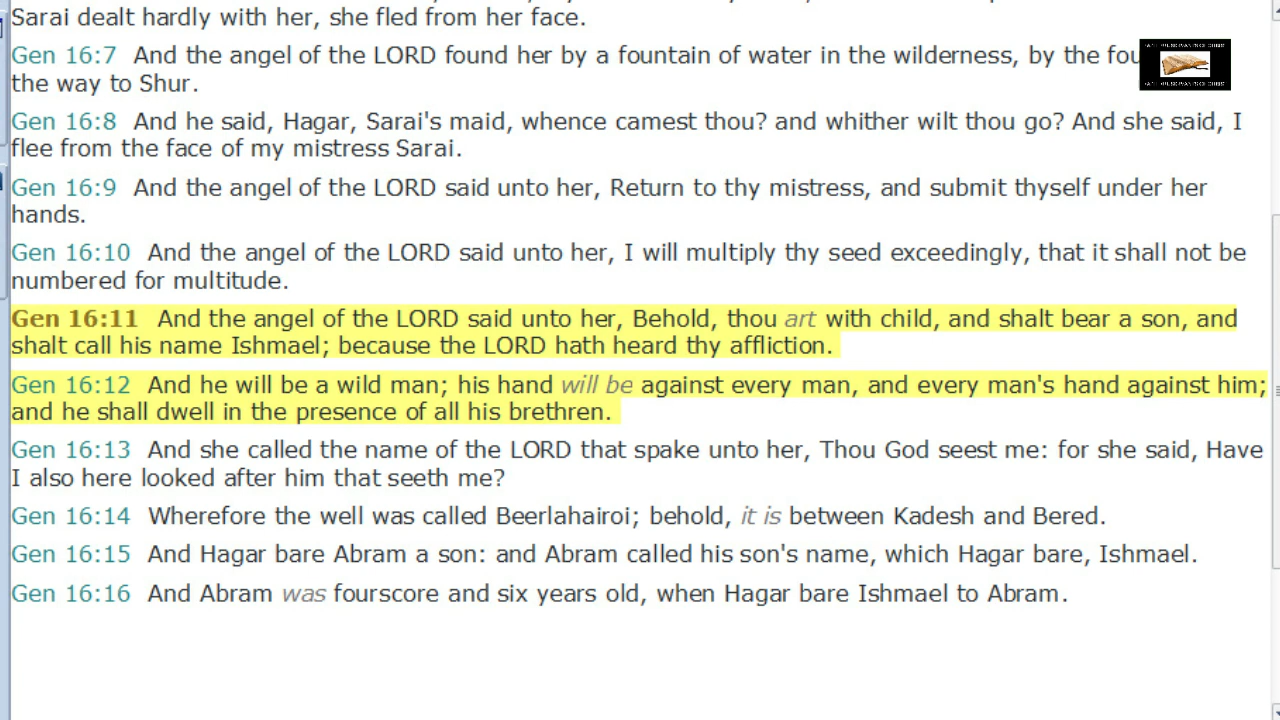 Sarai dealt hardly with her, she fled from her face.
Gen 16:7 And the angel of the LORD found her by a fountain of water in the wilderness, by the
the way to Shur.
Gen 16:8 And he said, Hagar, Sarai's maid, whence camest thou? and whither wilt thou go? And she said, I
flee from the face of my mistress Sarai.
Gen 16:9 And the angel of the LORD said unto her, Return to thy mistress, and submit thyself under her
hands.
Gen 16:10 And the angel of the LORD said unto her, I will multiply thy seed exceedingly, that it shall not be
numbered for multitude.
Gen 16:11 And the angel of the LORD said unto her, Behold, thou art with child, and shalt bear a son, and
shalt call his name Ishmael; because the LORD hath heard thy affliction.
Gen 16:12 And he will be a wild man; his hand will be against every man, and every man's hand against him;
and he shall dwell in the presence of all his brethren.
Gen 16:13 And she called the name of the LORD that spake unto her, Thou God seest me: for she said, Have
I also here looked after him that seeth me?
Gen 16:14 Wherefore the well was called Beerlahairoi; behold, it is between Kadesh and Bered.
Gen 16:15 And Hagar bare Abram a son: and Abram called his son's name, which Hagar bare, Ishmael.
Gen 16:16 And Abram was fourscore and six years old, when Hagar bare Ishmael to Abram.